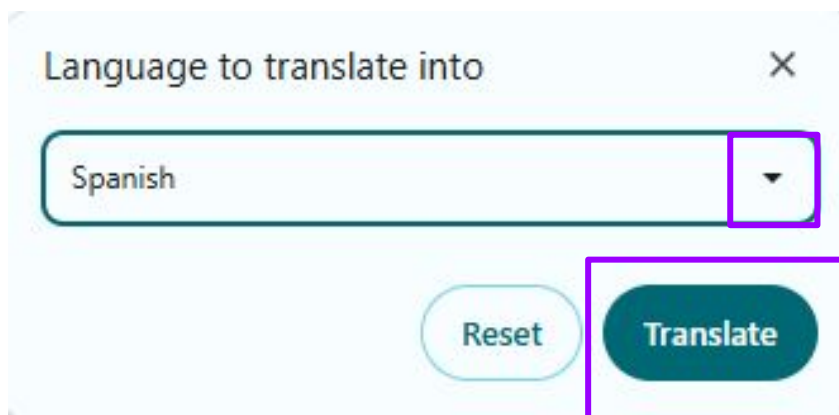 Language to translate into
Spanish
Reset
Translate